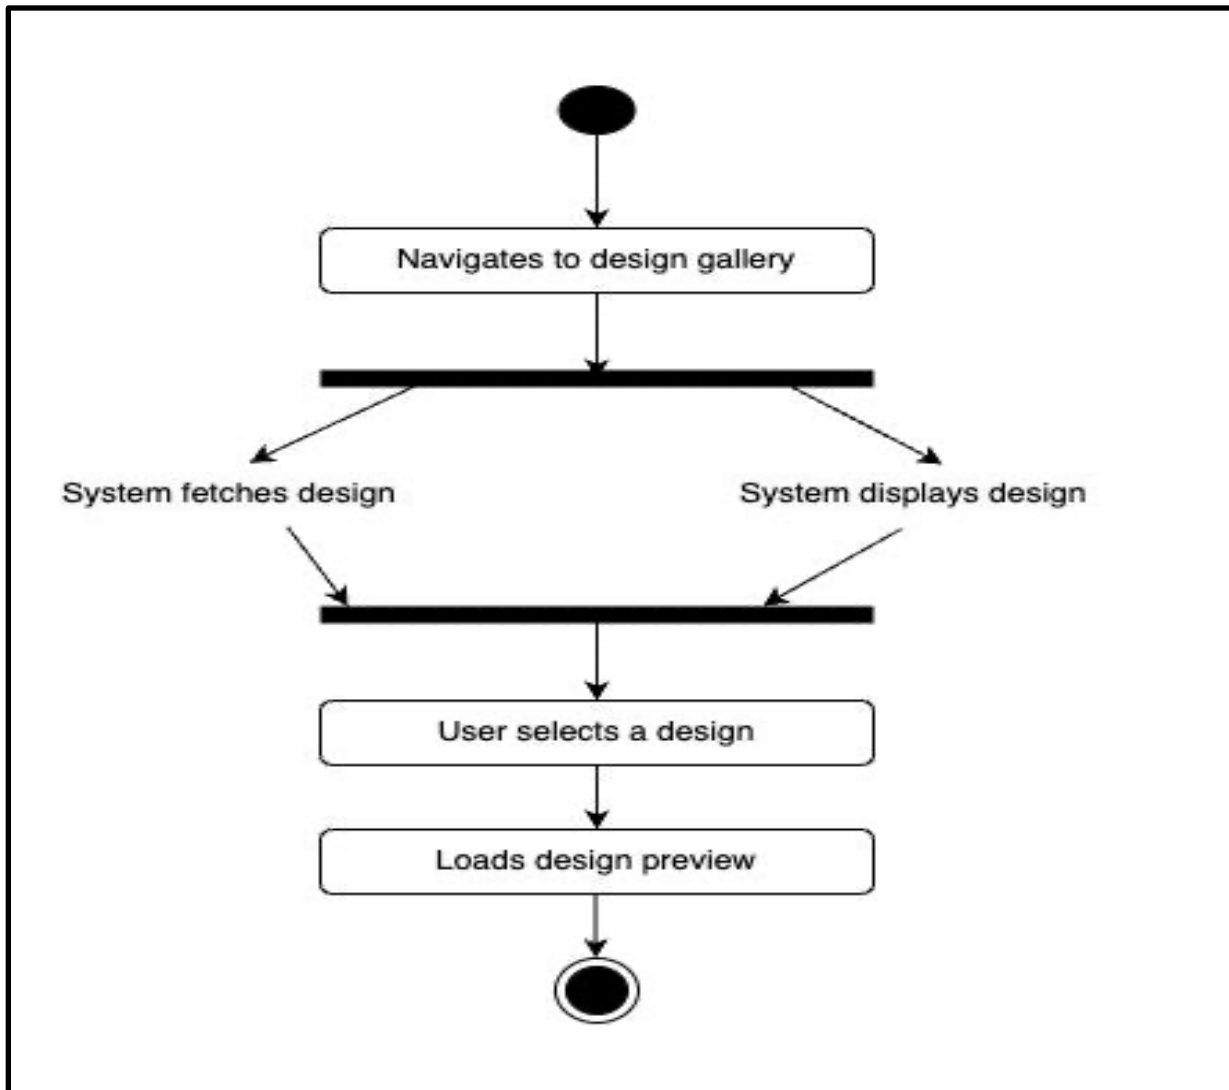 Navigates to design gallery
System fetches design
System displays design
User selects a design
Loads design preview